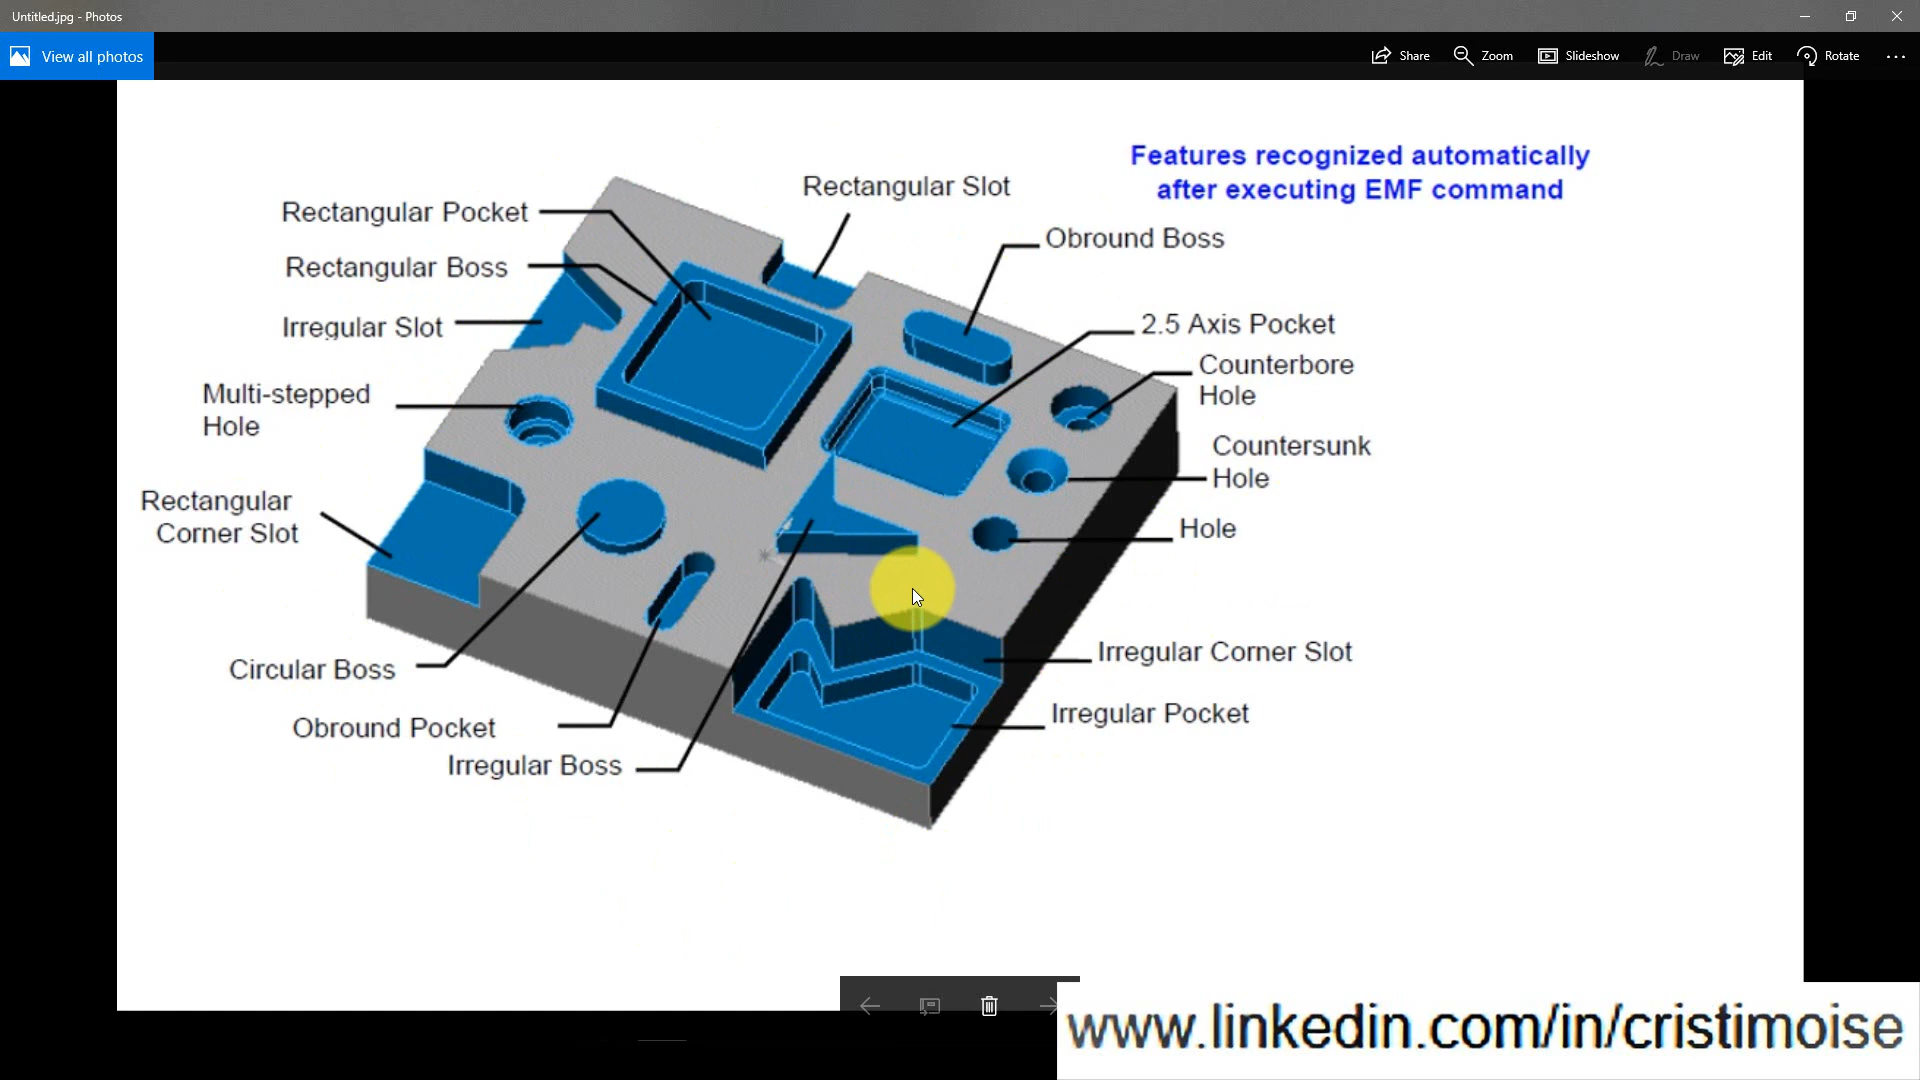 Untitled.jpg - Photos
View all photos
Share
Zoom
Slideshow
Draw
Edit
Rotate
Features recognized automatically
after executing EMF command
Rectangular Slot
Rectangular Pocket
Obround Boss
Rectangular Boss
Irregular Slot
2.5 Axis Pocket
Counterbore
Hole
Multi-stepped
Hole
Countersunk
Hole
Rectangular
Corner Slot
Hole
Circular Boss
Irregular Corner Slot
Obround Pocket
Irregular Pocket
Irregular Boss
www.linkedin.com/in/cristimoise